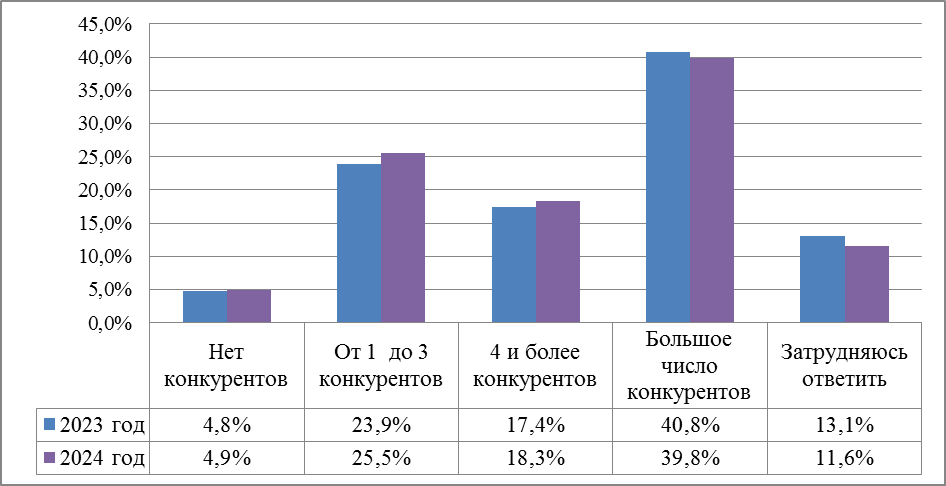 45,0%
40,0%
35,0%
30,0%
25,0%
20,0%
15,0%
10,0%
5,0%
0,0%
Нет конкурентов
От 1 до 3 конкурентов
4 и более конкурентов
Большое число конкурентов
Затрудняюсь ответить
2023 год 4,8% 23,9% 17,4% 40,8% 13,1%
2024 год 4,9% 25,5% 18,3% 39,8% 11,6%